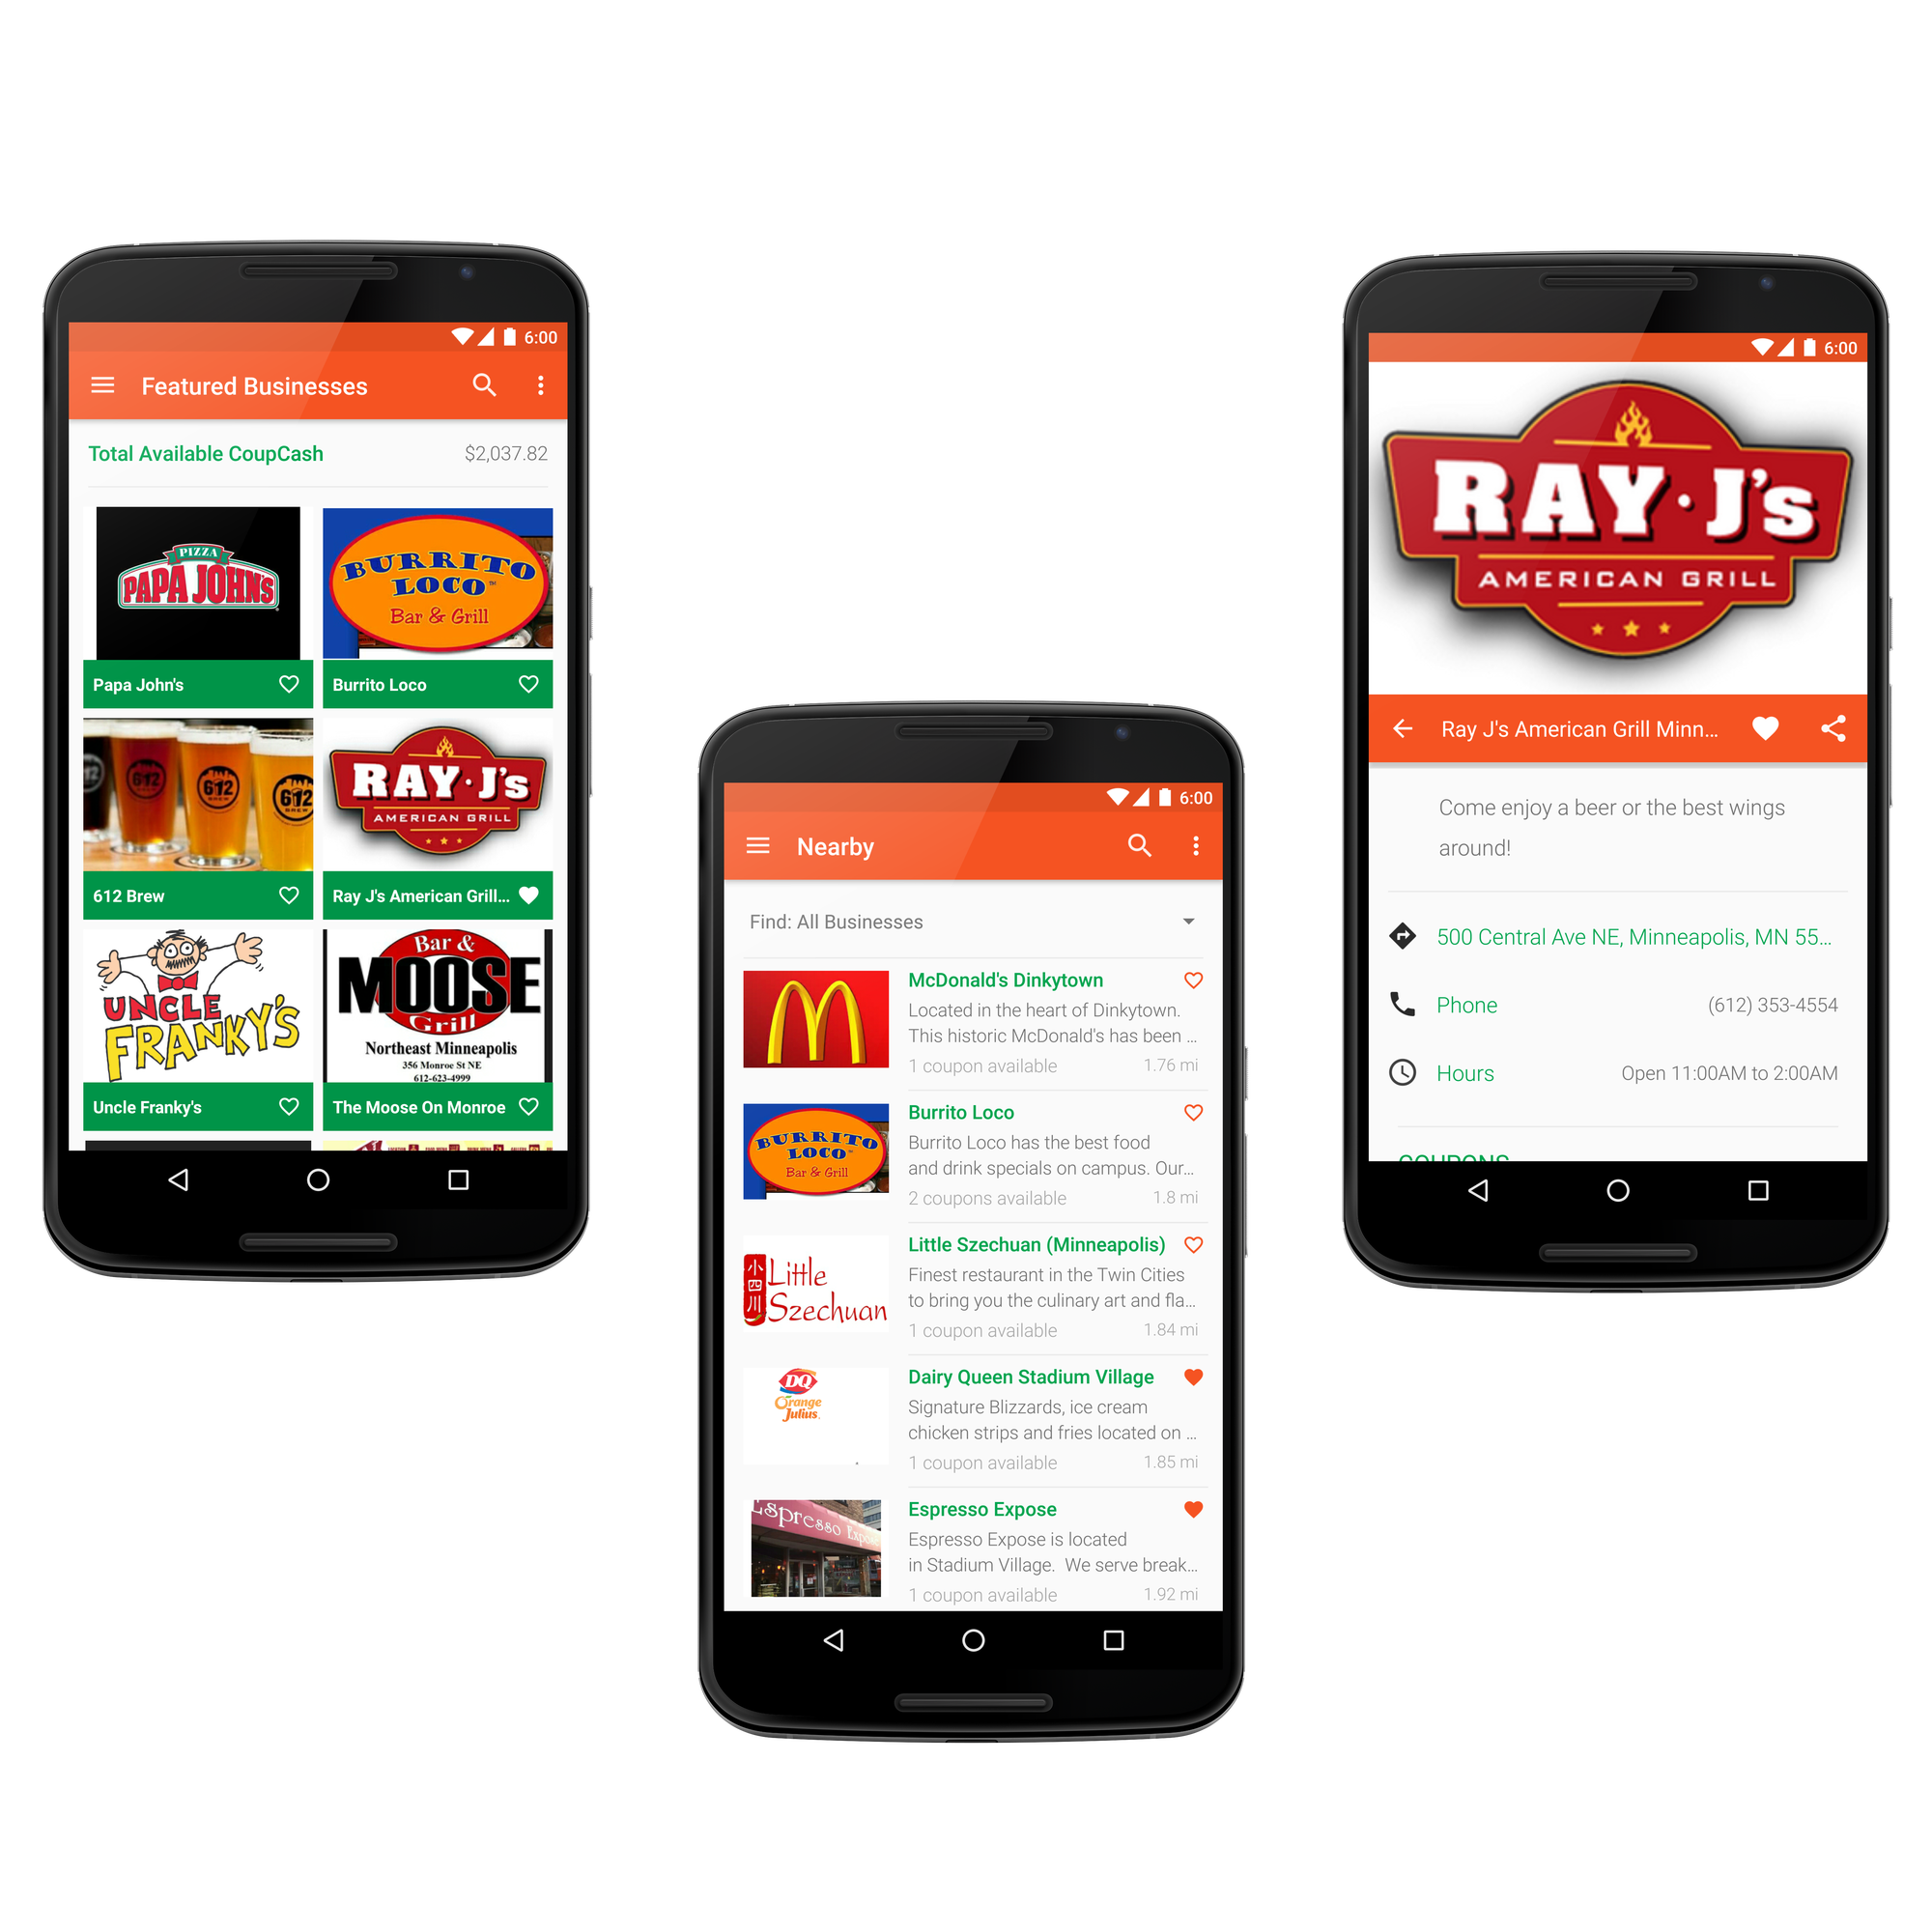 6:00
Featured Businesses
Total Available CoupCash $2,037.82
PIZZA
PAPA JOHN'S
Papa John's
BURRITO
LOCO™
Bar & Grill
Burrito Loco
612
612
BREW
612
BREW
612 Brew
RAY·J's
AMERICAN GRILL
Ray J's American Grill...
UNCLE
FRANKY'S
Uncle Franky's
Bar &
MOOSE
Grill
Northeast Minneapolis
356 Monroe St NE
612-623-4999
The Moose On Monroe
6:00
Nearby
Find: All Businesses
McDonald's Dinkytown
Located in the heart of Dinkytown.
This historic McDonald's has been ...
1 coupon available 1.76 mi
BURRITO
LOCO
Bar & Grill
Burrito Loco
Burrito Loco has the best food
and drink specials on campus. Our...
2 coupons available 1.8 mi
小四川
Little
Szechuan
Little Szechuan (Minneapolis)
Finest restaurant in the Twin Cities
to bring you the culinary art and fla...
1 coupon available 1.84 mi
DQ
Orange
Julius
Dairy Queen Stadium Village
Signature Blizzards, ice cream
chicken strips and fries located on ...
1 coupon available 1.85 mi
Espresso Expo
Espresso Expose
Espresso Expose is located
in Stadium Village. We serve break...
1 coupon available 1.92 mi
6:00
RAY·J's
AMERICAN GRILL
Ray J's American Grill Minn...
Come enjoy a beer or the best wings
around!
500 Central Ave NE, Minneapolis, MN 55...
Phone (612) 353-4554
Hours Open 11:00AM to 2:00AM
COUPONS